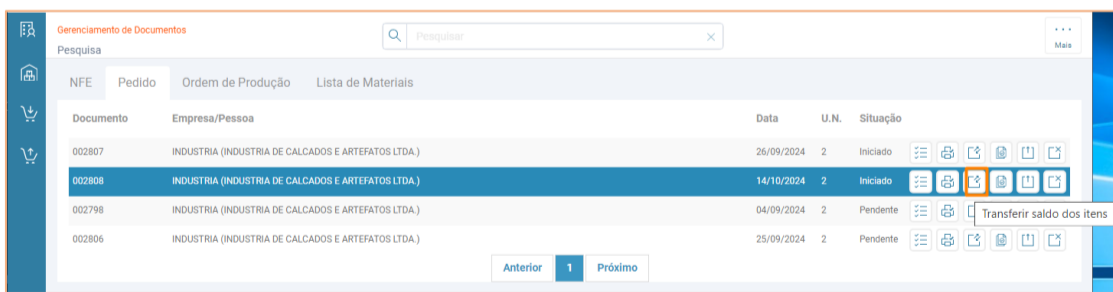 Gerenciamento de Documentos
Pesquisa
Pesquisar
Mais
NFE Pedido Ordem de Produção Lista de Materiais
Documento Empresa/Pessoa Data U.N. Situação
002807 INDUSTRIA (INDUSTRIA DE CALCADOS E ARTEFATOS LTDA.) 26/09/2024 2 Iniciado
002808 INDUSTRIA (INDUSTRIA DE CALCADOS E ARTEFATOS LTDA.) 14/10/2024 2 Iniciado
002798 INDUSTRIA (INDUSTRIA DE CALCADOS E ARTEFATOS LTDA.) 04/09/2024 2 Pendente
Transferir saldo dos itens
002806 INDUSTRIA (INDUSTRIA DE CALCADOS E ARTEFATOS LTDA.) 25/09/2024 2 Pendente
Anterior 1 Próximo